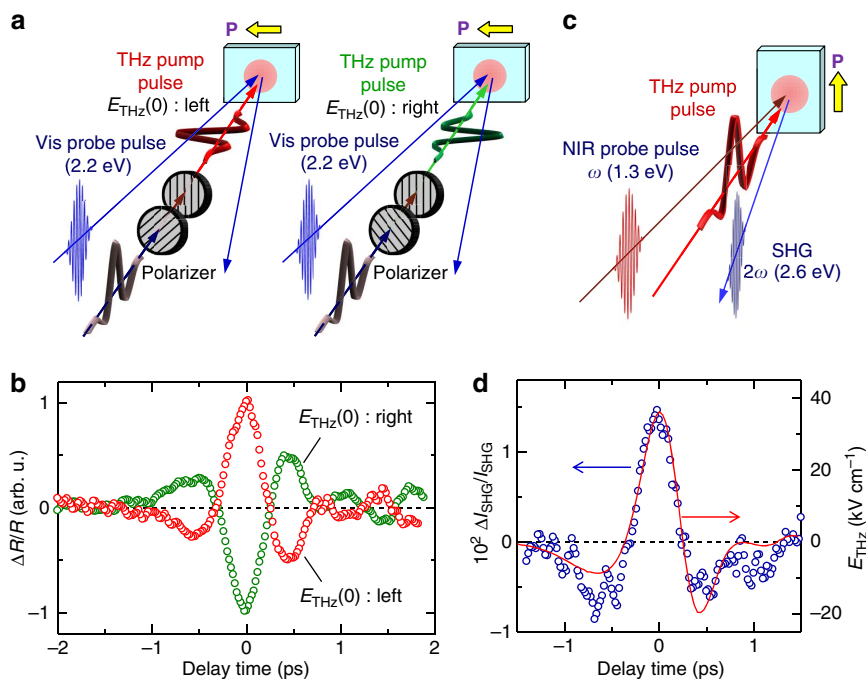 a
P
THz pump
pulse
E_THz(0) : left
Vis probe pulse
(2.2 eV)
Polarizer
P
THz pump
pulse
E_THz(0) : right
Vis probe pulse
(2.2 eV)
Polarizer
c
P
THz pump
pulse
NIR probe pulse
ω (1.3 eV)
SHG
2ω (2.6 eV)
b
ΔR/R (arb. u.)
1
0
−1
E_THz(0) : right
E_THz(0) : left
−2
−1
0
1
2
Delay time (ps)
d
10² ΔI_SHG/I_SHG
1
0
−1
40
20
0
−20
E_THz (kV cm⁻¹)
−1
0
1
Delay time (ps)